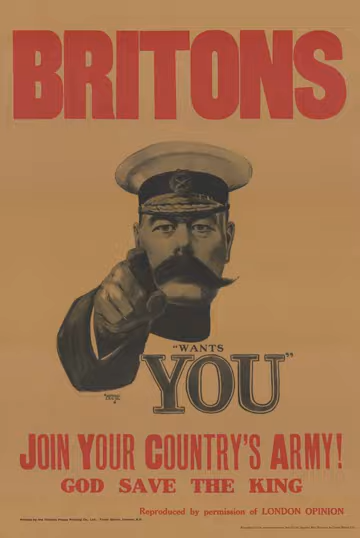 BRITONS
"WANTS
YOU"
JOIN YOUR COUNTRY'S ARMY!
GOD SAVE THE KING
Reproduced by permission of LONDON OPINION